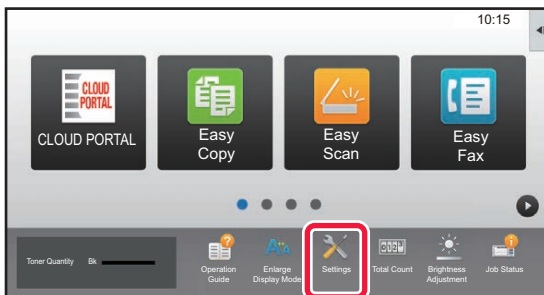 10:15
CLOUD
PORTAL
CLOUD PORTAL
Easy
Copy
Easy
Scan
Easy
Fax
Toner Quantity Bk
Operation
Guide
Enlarge
Display Mode
Settings
Total Count
Brightness
Adjustment
Job Status